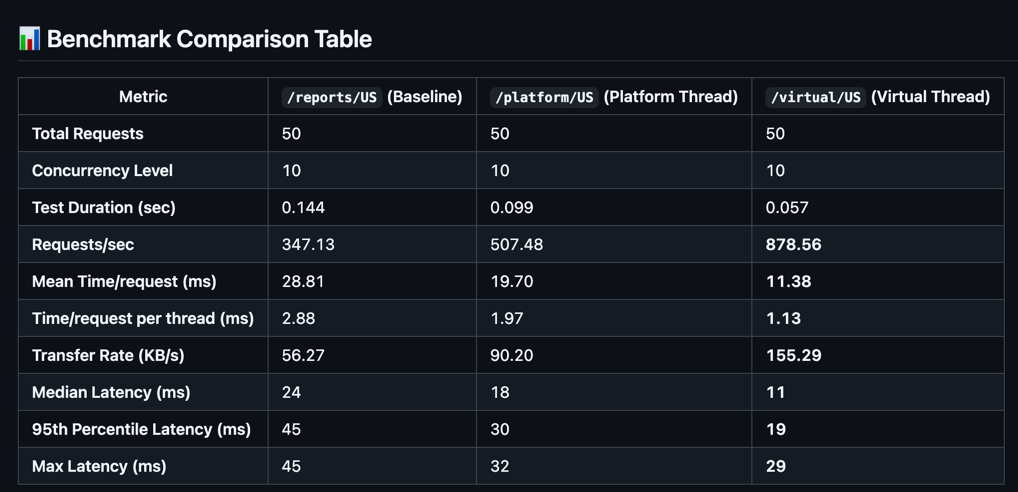 📊 Benchmark Comparison Table
Metric /reports/US (Baseline) /platform/US (Platform Thread) /virtual/US (Virtual Thread)
Total Requests 50 50 50
Concurrency Level 10 10 10
Test Duration (sec) 0.144 0.099 0.057
Requests/sec 347.13 507.48 878.56
Mean Time/request (ms) 28.81 19.70 11.38
Time/request per thread (ms) 2.88 1.97 1.13
Transfer Rate (KB/s) 56.27 90.20 155.29
Median Latency (ms) 24 18 11
95th Percentile Latency (ms) 45 30 19
Max Latency (ms) 45 32 29